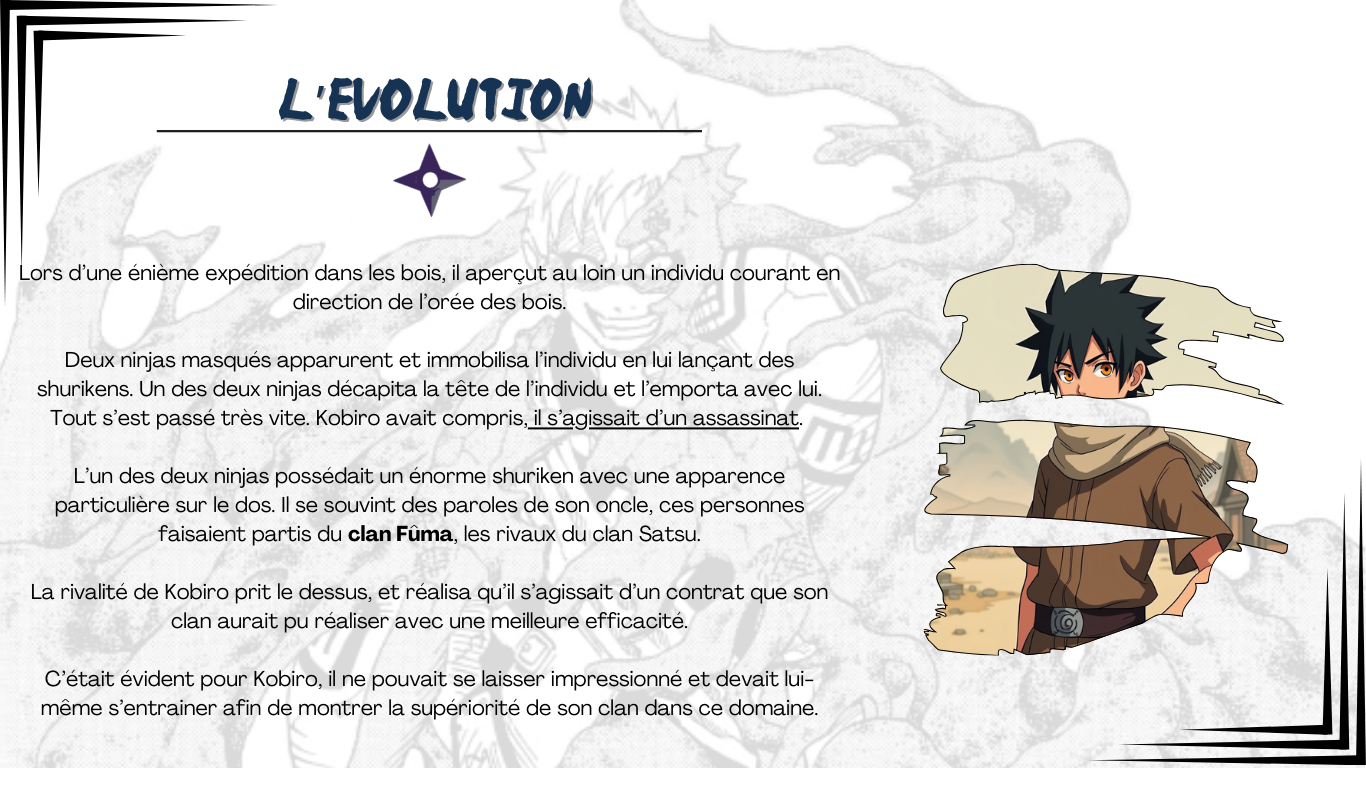 L'EVOLUTION
Lors d’une énième expédition dans les bois, il aperçut au loin un individu courant en
direction de l’orée des bois.
Deux ninjas masqués apparurent et immobilisa l’individu en lui lançant des
shurikens. Un des deux ninjas décapita la tête de l’individu et l’emporta avec lui.
Tout s’est passé très vite. Kobiro avait compris, il s’agissait d’un assassinat.
L’un des deux ninjas possédait un énorme shuriken avec une apparence
particulière sur le dos. Il se souvint des paroles de son oncle, ces personnes
faisaient partis du clan Fûma, les rivaux du clan Satsu.
La rivalité de Kobiro prit le dessus, et réalisa qu’il s’agissait d’un contrat que son
clan aurait pu réaliser avec une meilleure efficacité.
C’était évident pour Kobiro, il ne pouvait se laisser impressionné et devait lui-
même s’entrainer afin de montrer la supériorité de son clan dans ce domaine.